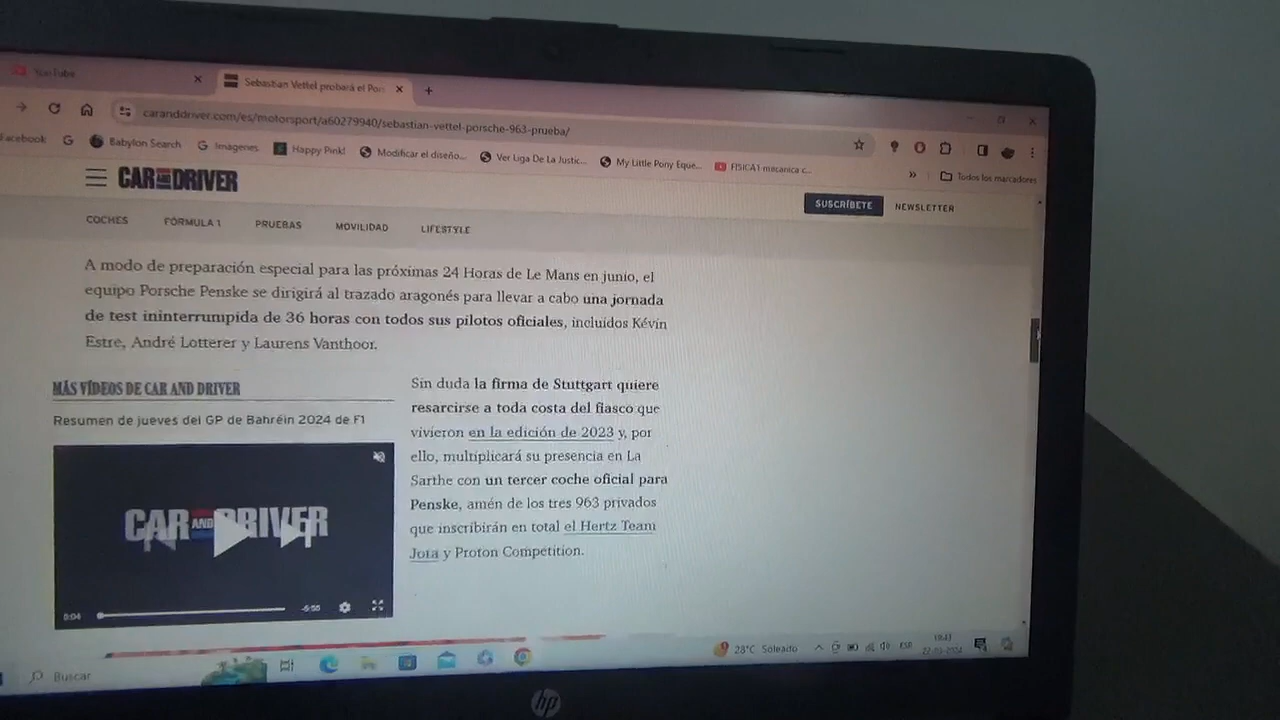 YouTube
Sebastian Vettel probará el Por
caranddriver.com/es/motorsport/a60279940/sebastian-vettel-porsche-963-prueba/
Facebook
Babylon Search
Imágenes
Happy Pink!
Modificar el diseño...
Ver Liga De La Justic...
My Little Pony Eque...
FISICA1 mecanica c...
Todos los marcadores
CAR AND DRIVER
SUSCRÍBETE
NEWSLETTER
COCHES
FÓRMULA 1
PRUEBAS
MOVILIDAD
LIFESTYLE
A modo de preparación especial para las próximas 24 Horas de Le Mans en junio, el
equipo Porsche Penske se dirigirá al trazado aragonés para llevar a cabo una jornada
de test ininterrumpida de 36 horas con todos sus pilotos oficiales, incluidos Kévin
Estre, André Lotterer y Laurens Vanthoor.
MÁS VÍDEOS DE CAR AND DRIVER
Resumen de jueves del GP de Bahréin 2024 de F1
CAR AND DRIVER
0:04
Sin duda la firma de Stuttgart quiere
resarcirse a toda costa del fiasco que
vivieron en la edición de 2023 y, por
ello, multiplicará su presencia en La
Sarthe con un tercer coche oficial para
Penske, amén de los tres 963 privados
que inscribirán en total el Hertz Team
Jota y Proton Competition.
Buscar
28°C Soleado
ESP
19:43
hp